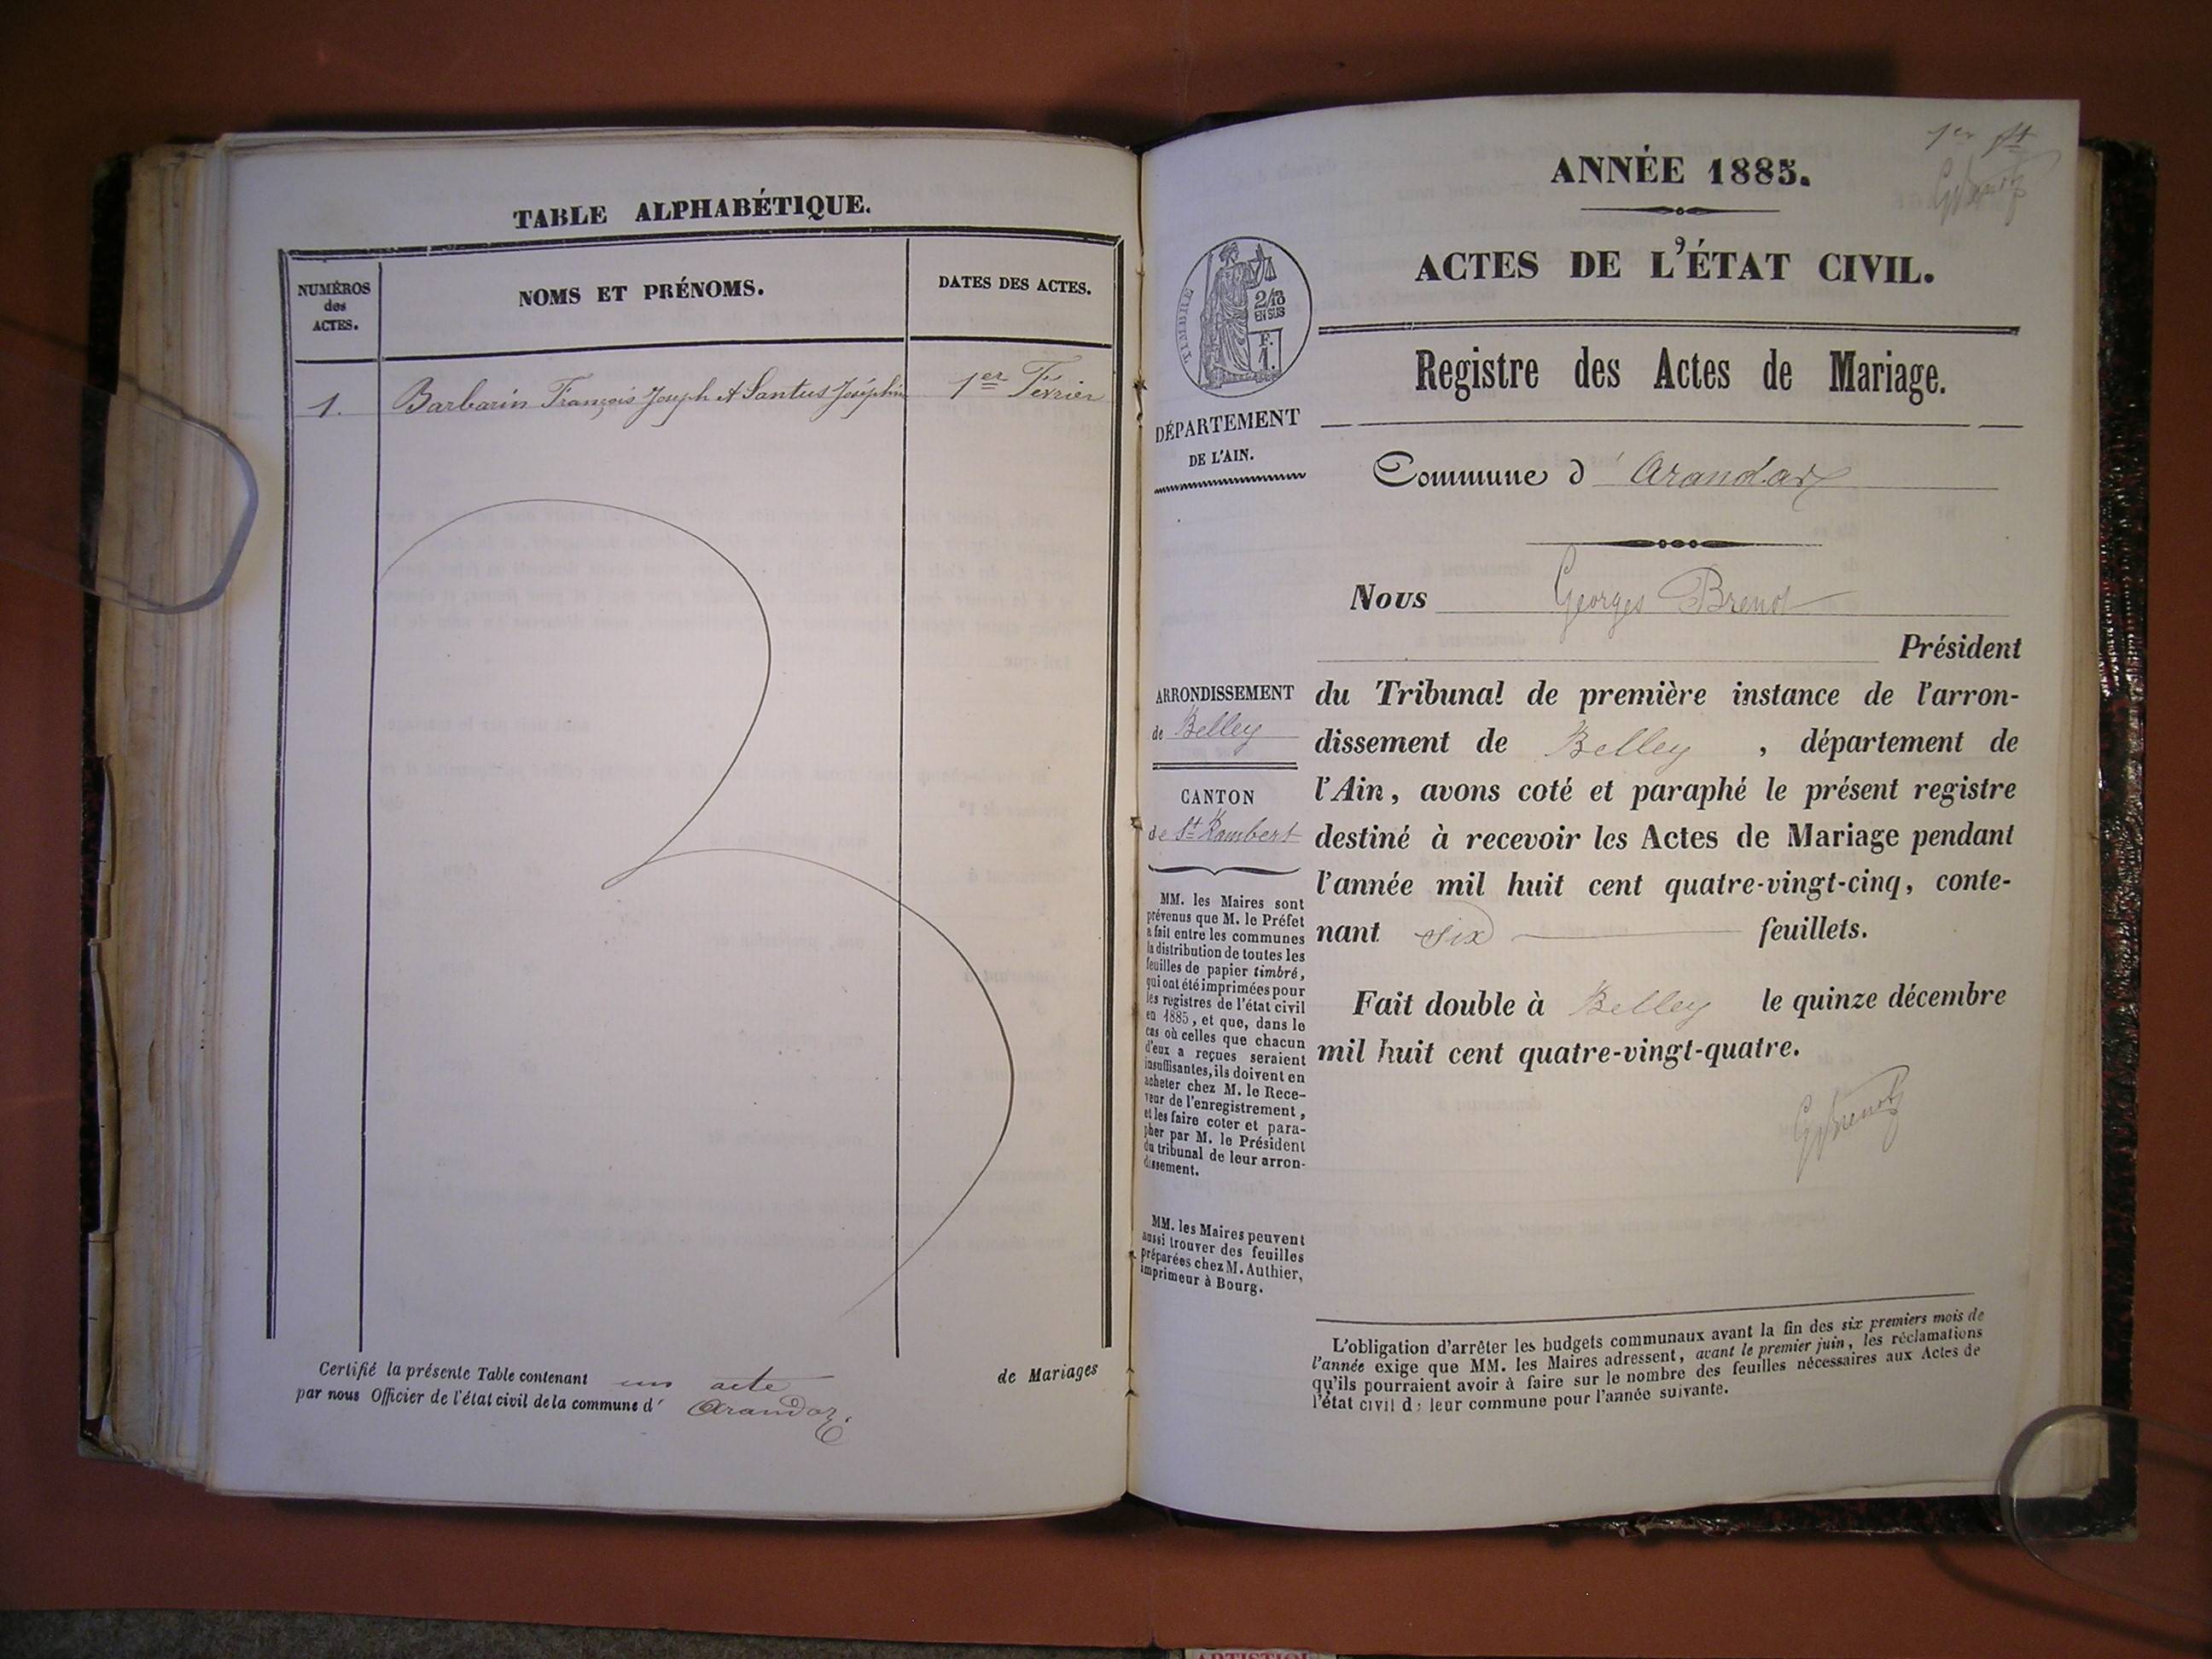 TABLE ALPHABÉTIQUE.
NUMÉROS
des
ACTES.
NOMS ET PRÉNOMS.
DATES DES ACTES.
1.
Barbarin François Joseph et Santus Joséphine
1er Février
Certifié la présente Table contenant un acte de Mariages
par nous Officier de l'état civil de la commune d' Arandaz.
1er ft
ANNÉE 1885.
ACTES DE L'ÉTAT CIVIL.
TIMBRE
2/10
EN SUS
F.
1.
Registre des Actes de Mariage.
DÉPARTEMENT
DE L'AIN.
Commune d' Arandaz
Nous Georges Brenot
Président
ARRONDISSEMENT
de Belley
CANTON
de St Rambert
du Tribunal de première instance de l'arron-
dissement de Belley, département de
l'Ain, avons coté et paraphé le présent registre
destiné à recevoir les Actes de Mariage pendant
l'année mil huit cent quatre-vingt-cinq, conte-
nant six feuillets.
Fait double à Belley le quinze décembre
mil huit cent quatre-vingt-quatre.
GBrenot
MM. les Maires sont
prévenus que M. le Préfet
a fait entre les communes
la distribution de toutes les
feuilles de papier timbré,
qui ont été imprimées pour
les registres de l'état civil
en 1885, et que, dans le
cas où celles que chacun
d'eux a reçues seraient
insuffisantes, ils doivent en
acheter chez M. le Rece-
veur de l'enregistrement,
et les faire coter et para-
pher par M. le Président
du tribunal de leur arron-
dissement.
MM. les Maires peuvent
aussi trouver des feuilles
préparées chez M. Authier,
imprimeur à Bourg.
L'obligation d'arrêter les budgets communaux avant la fin des six premiers mois de
l'année exige que MM. les Maires adressent, avant le premier juin, les réclamations
qu'ils pourraient avoir à faire sur le nombre des feuilles nécessaires aux Actes de
l'état civil de leur commune pour l'année suivante.